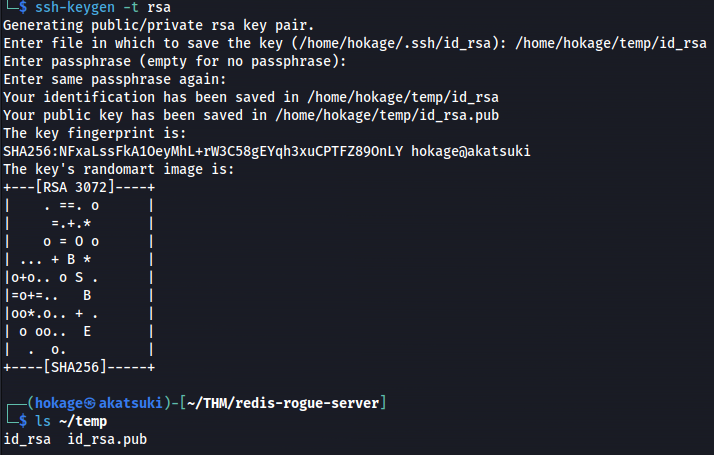 └─$ ssh-keygen -t rsa
Generating public/private rsa key pair.
Enter file in which to save the key (/home/hokage/.ssh/id_rsa): /home/hokage/temp/id_rsa
Enter passphrase (empty for no passphrase):
Enter same passphrase again:
Your identification has been saved in /home/hokage/temp/id_rsa
Your public key has been saved in /home/hokage/temp/id_rsa.pub
The key fingerprint is:
SHA256:NFxaLssFkA1OeyMhL+rW3C58gEYqh3xuCPTFZ89OnLY hokage@akatsuki
The key's randomart image is:
+---[RSA 3072]----+
|    . ==. o      |
|     =.+.*       |
|    o = O o      |
| ... + B *       |
|o+o.. o S .      |
|=o+=..   B       |
|oo*.o.. + .      |
| o oo..  E       |
|  .  o.          |
+----[SHA256]-----+
┌──(hokage㉿akatsuki)-[~/THM/redis-rogue-server]
└─$ ls ~/temp
id_rsa  id_rsa.pub